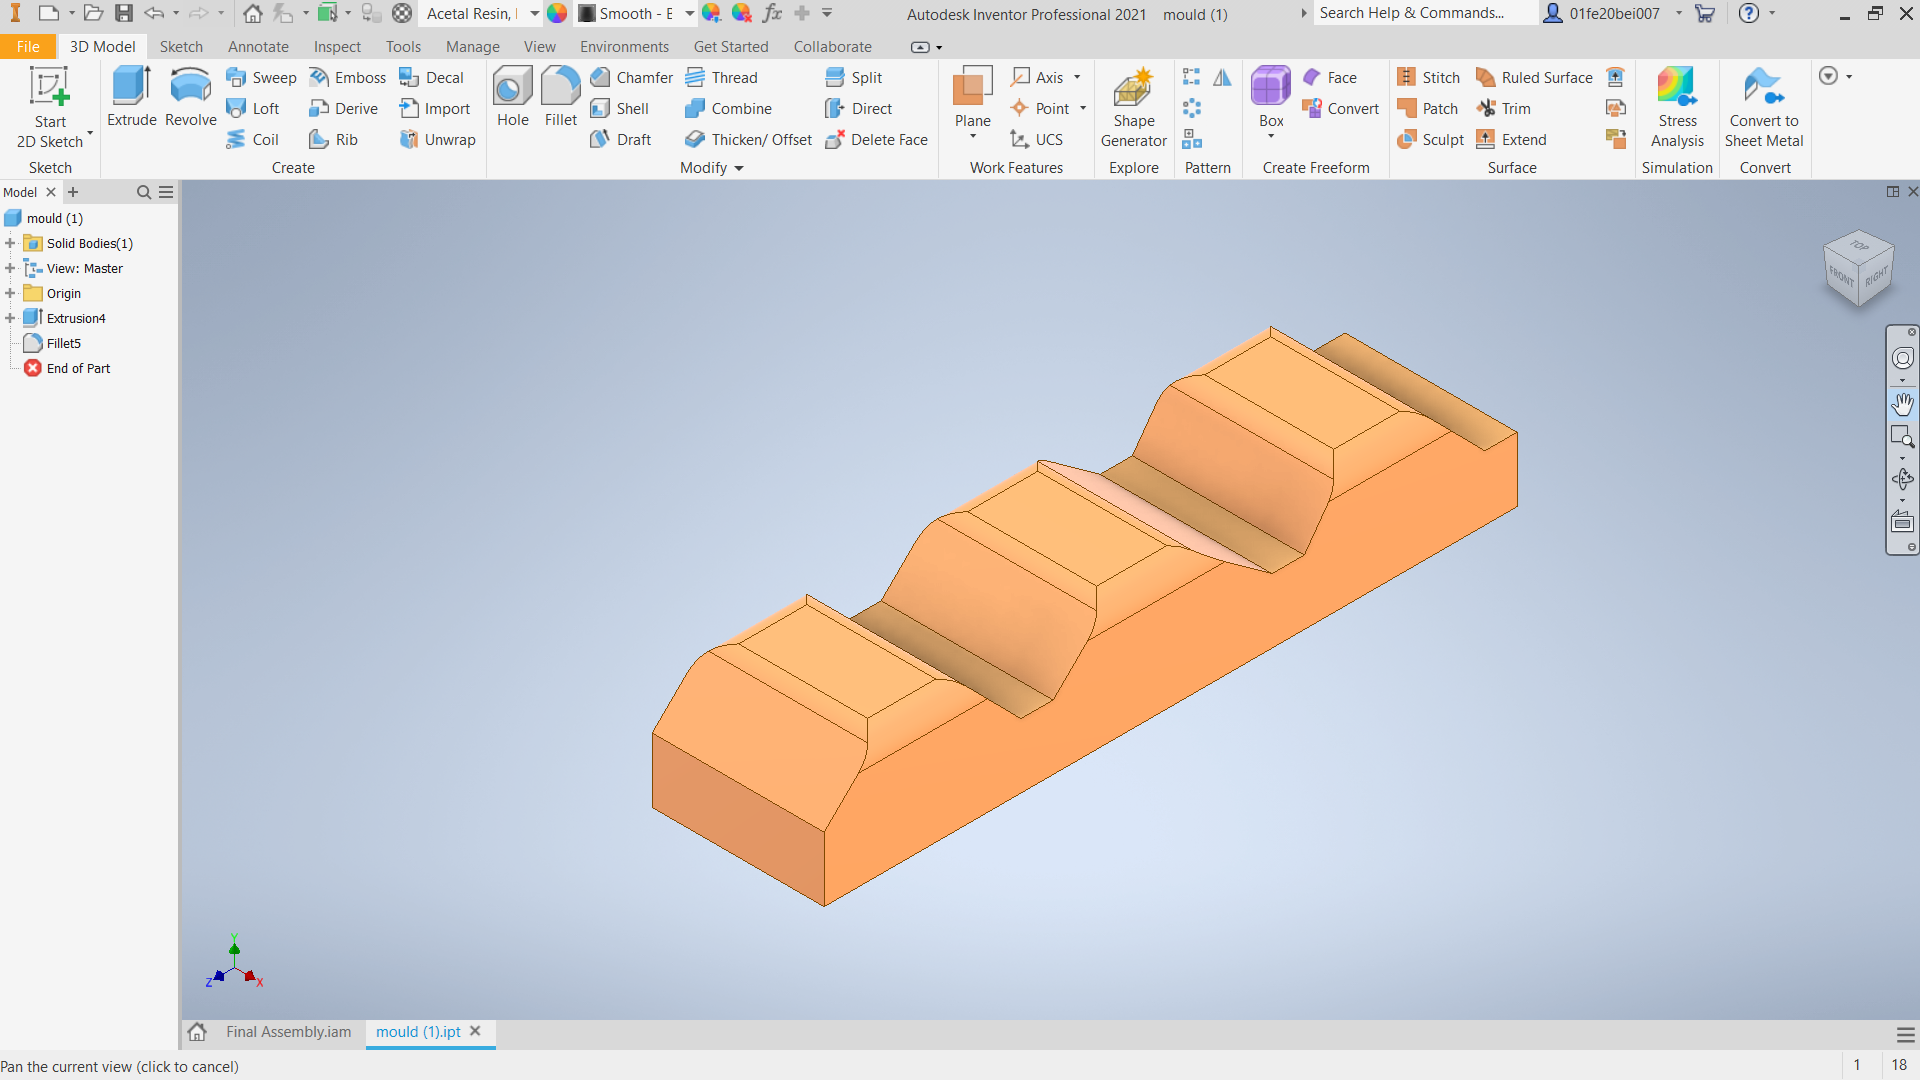 Acetal Resin,
Smooth - E
Autodesk Inventor Professional 2021 mould (1)
Search Help & Commands...
01fe20bei007
File 3D Model Sketch Annotate Inspect Tools Manage View Environments Get Started Collaborate
Start
2D Sketch
Sketch
Extrude
Revolve
Sweep
Emboss
Decal
Loft
Derive
Import
Coil
Rib
Unwrap
Create
Hole
Fillet
Chamfer
Thread
Split
Shell
Combine
Direct
Draft
Thicken/ Offset
Delete Face
Modify
Plane
Axis
Point
UCS
Work Features
Shape
Generator
Explore
Pattern
Box
Face
Convert
Create Freeform
Stitch
Ruled Surface
Patch
Trim
Sculpt
Extend
Surface
Stress
Analysis
Simulation
Convert to
Sheet Metal
Convert
Model
mould (1)
Solid Bodies(1)
View: Master
Origin
Extrusion4
Fillet5
End of Part
TOP
FRONT
RIGHT
Y
Z
X
Final Assembly.iam
mould (1).ipt
Pan the current view (click to cancel)
1
18